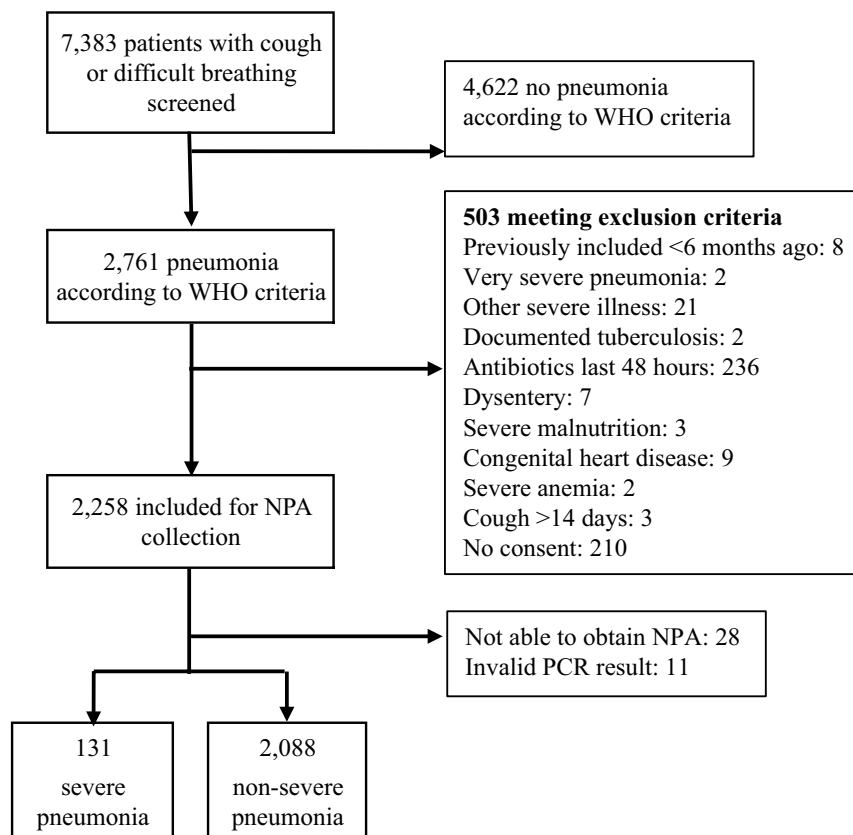 7,383 patients with cough
or difficult breathing
screened
4,622 no pneumonia
according to WHO criteria
2,761 pneumonia
according to WHO criteria
503 meeting exclusion criteria
Previously included <6 months ago: 8
Very severe pneumonia: 2
Other severe illness: 21
Documented tuberculosis: 2
Antibiotics last 48 hours: 236
Dysentery: 7
Severe malnutrition: 3
Congenital heart disease: 9
Severe anemia: 2
Cough >14 days: 3
No consent: 210
2,258 included for NPA
collection
Not able to obtain NPA: 28
Invalid PCR result: 11
131
severe
pneumonia
2,088
non-severe
pneumonia